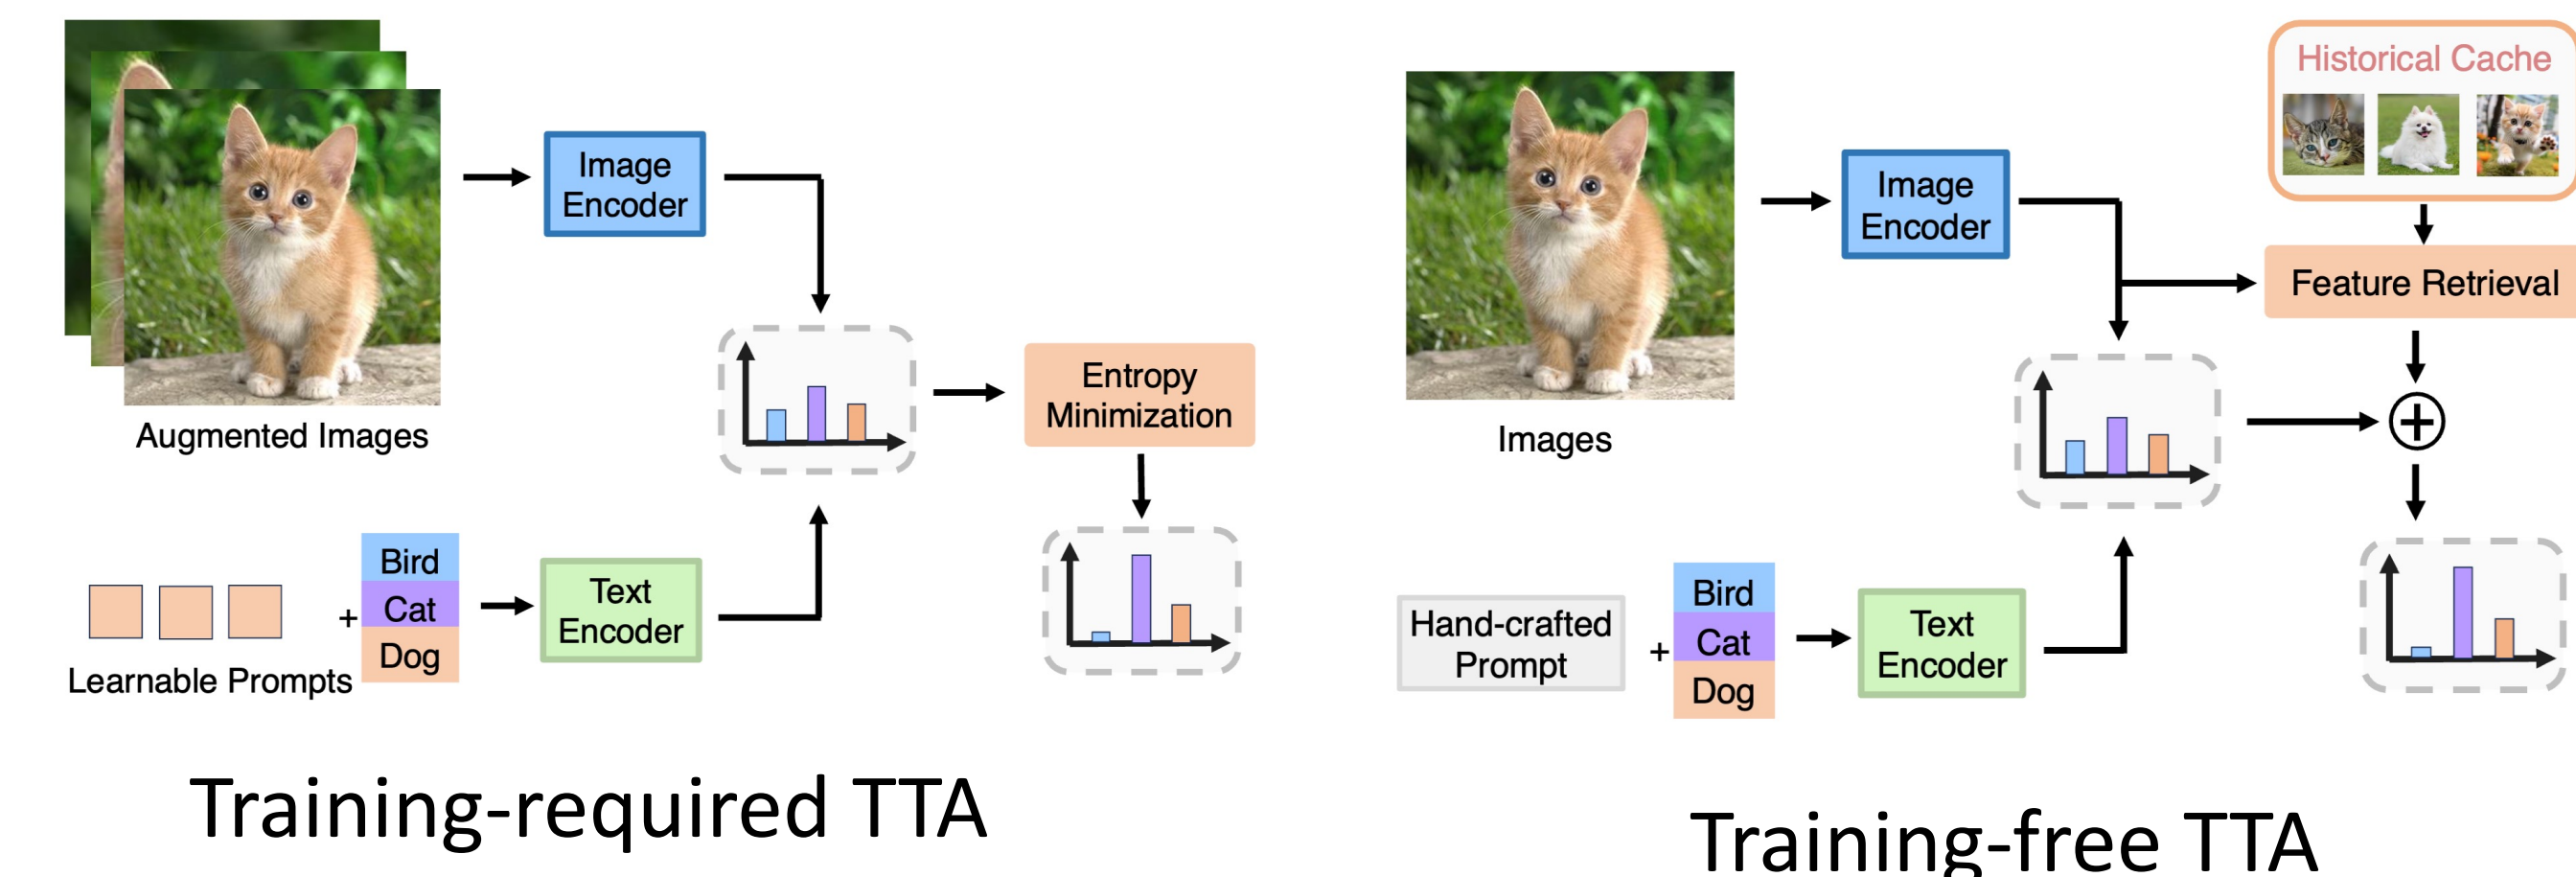 Image
Encoder
Augmented Images
Entropy
Minimization
Learnable Prompts
+
Bird
Cat
Dog
Text
Encoder
Training-required TTA
Historical Cache
Image
Encoder
Feature Retrieval
Images
Hand-crafted
Prompt
+
Bird
Cat
Dog
Text
Encoder
Training-free TTA